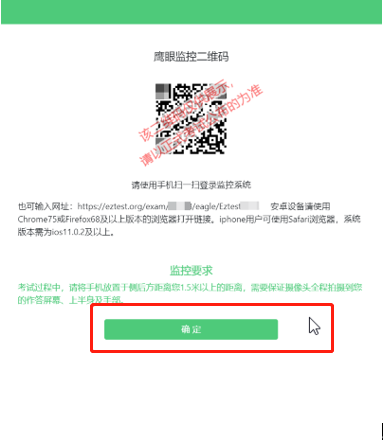 鹰眼监控二维码
该二维码仅供展示，
请以正式考试公布的为准
请使用手机扫一扫登录监控系统
也可输入网址：https://eztest.org/exam/ /eagle/Eztest 安卓设备请使用
Chrome75或Firefox68及以上版本的浏览器打开链接。iphone用户可使用Safari浏览器，系统
版本需为ios11.0.2及以上。
监控要求
考试过程中，请将手机放置于侧后方距离您1.5米以上的距离，需要保证摄像头全程拍摄到您
的作答屏幕、上半身及手部。
确 定